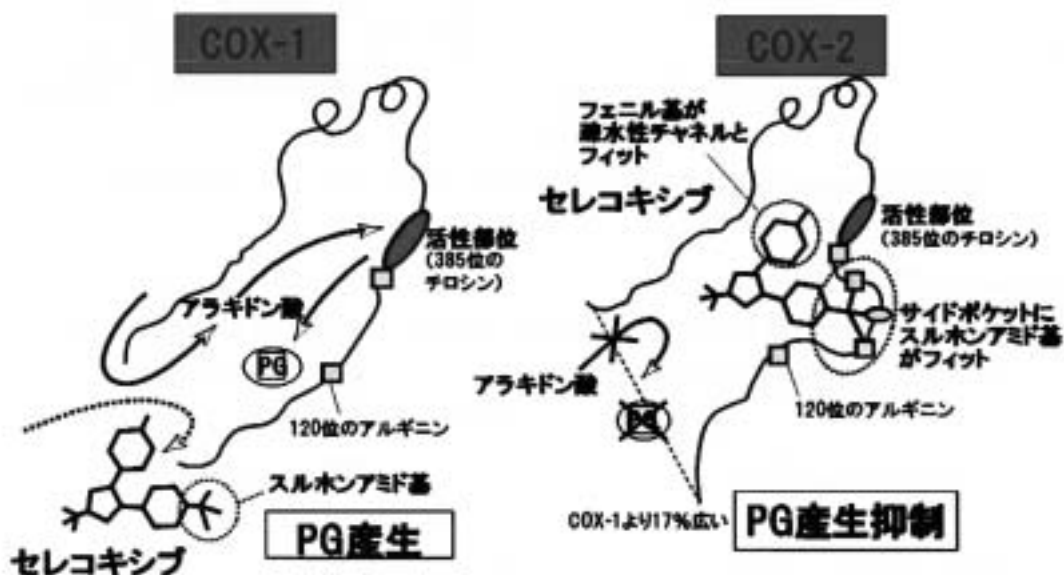 COX-1
活性部位
(385位の
チロシン)
アラキドン酸
PG
120位のアルギニン
スルホンアミド基
セレコキシブ
PG産生
COX-2
フェニル基が
疎水性チャネルと
フィット
セレコキシブ
活性部位
(385位のチロシン)
サイドポケットに
スルホンアミド基
がフィット
アラキドン酸
PG
120位のアルギニン
COX-1より17%広い
PG産生抑制